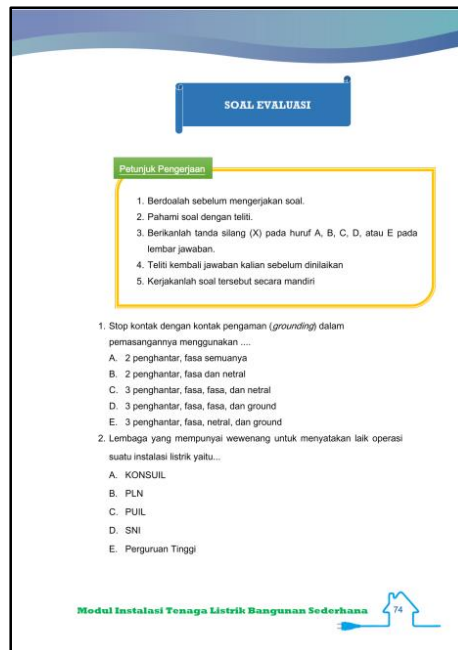 SOAL EVALUASI
Petunjuk Pengerjaan
1. Berdoalah sebelum mengerjakan soal.
2. Pahami soal dengan teliti.
3. Berikanlah tanda silang (X) pada huruf A, B, C, D, atau E pada
lembar jawaban.
4. Teliti kembali jawaban kalian sebelum dinilaikan
5. Kerjakanlah soal tersebut secara mandiri
1. Stop kontak dengan kontak pengaman (grounding) dalam
pemasangannya menggunakan ....
A. 2 penghantar, fasa semuanya
B. 2 penghantar, fasa dan netral
C. 3 penghantar, fasa, fasa, dan netral
D. 3 penghantar, fasa, fasa, dan ground
E. 3 penghantar, fasa, netral, dan ground
2. Lembaga yang mempunyai wewenang untuk menyatakan laik operasi
suatu instalasi listrik yaitu...
A. KONSUIL
B. PLN
C. PUIL
D. SNI
E. Perguruan Tinggi
Modul Instalasi Tenaga Listrik Bangunan Sederhana 74